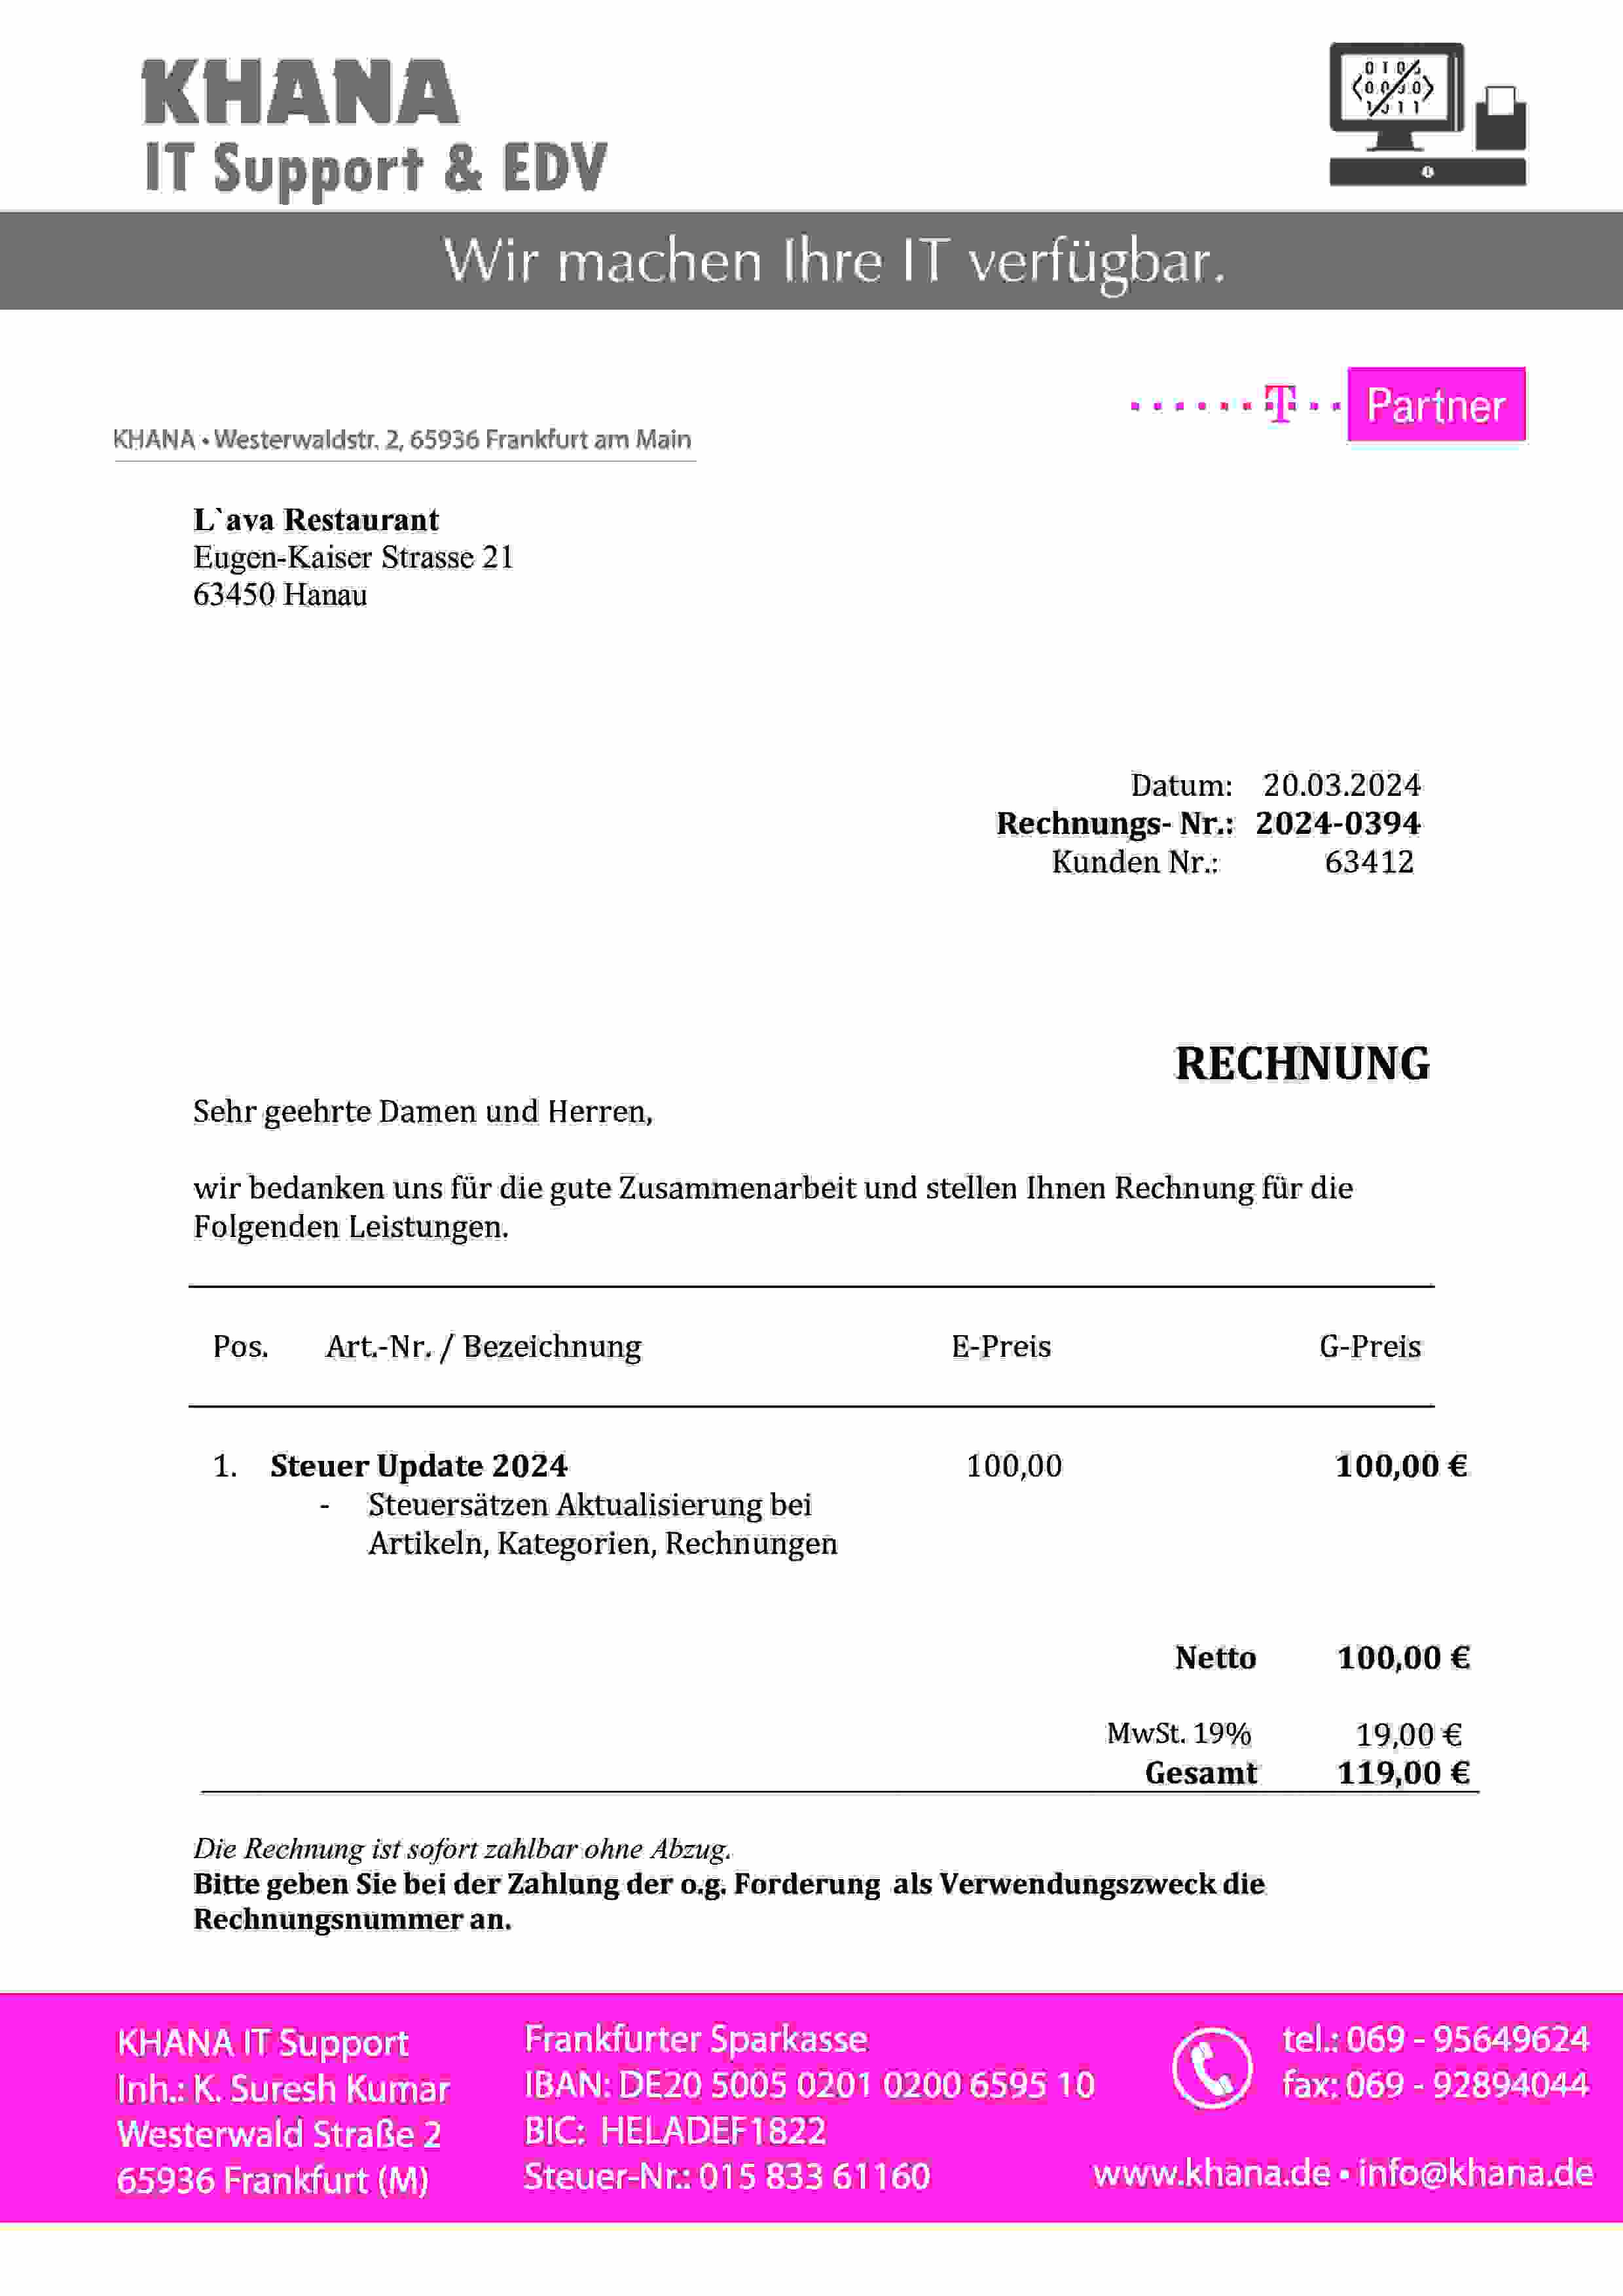 KHANA
IT Support & EDV
Wir machen Ihre IT verfügbar.
T Partner
KHANA • Westerwaldstr. 2, 65936 Frankfurt am Main
L`ava Restaurant
Eugen-Kaiser Strasse 21
63450 Hanau
Datum: 20.03.2024
Rechnungs- Nr.: 2024-0394
Kunden Nr.: 63412
RECHNUNG
Sehr geehrte Damen und Herren,
wir bedanken uns für die gute Zusammenarbeit und stellen Ihnen Rechnung für die
Folgenden Leistungen.
Pos. Art.-Nr. / Bezeichnung E-Preis G-Preis
1. Steuer Update 2024 100,00 100,00 €
- Steuersätzen Aktualisierung bei
Artikeln, Kategorien, Rechnungen
Netto 100,00 €
MwSt. 19% 19,00 €
Gesamt 119,00 €
Die Rechnung ist sofort zahlbar ohne Abzug.
Bitte geben Sie bei der Zahlung der o.g. Forderung als Verwendungszweck die
Rechnungsnummer an.
KHANA IT Support
Inh.: K. Suresh Kumar
Westerwald Straße 2
65936 Frankfurt (M)
Frankfurter Sparkasse
IBAN: DE20 5005 0201 0200 6595 10
BIC: HELADEF1822
Steuer-Nr.: 015 833 61160
tel.: 069 - 95649624
fax: 069 - 92894044
www.khana.de • info@khana.de